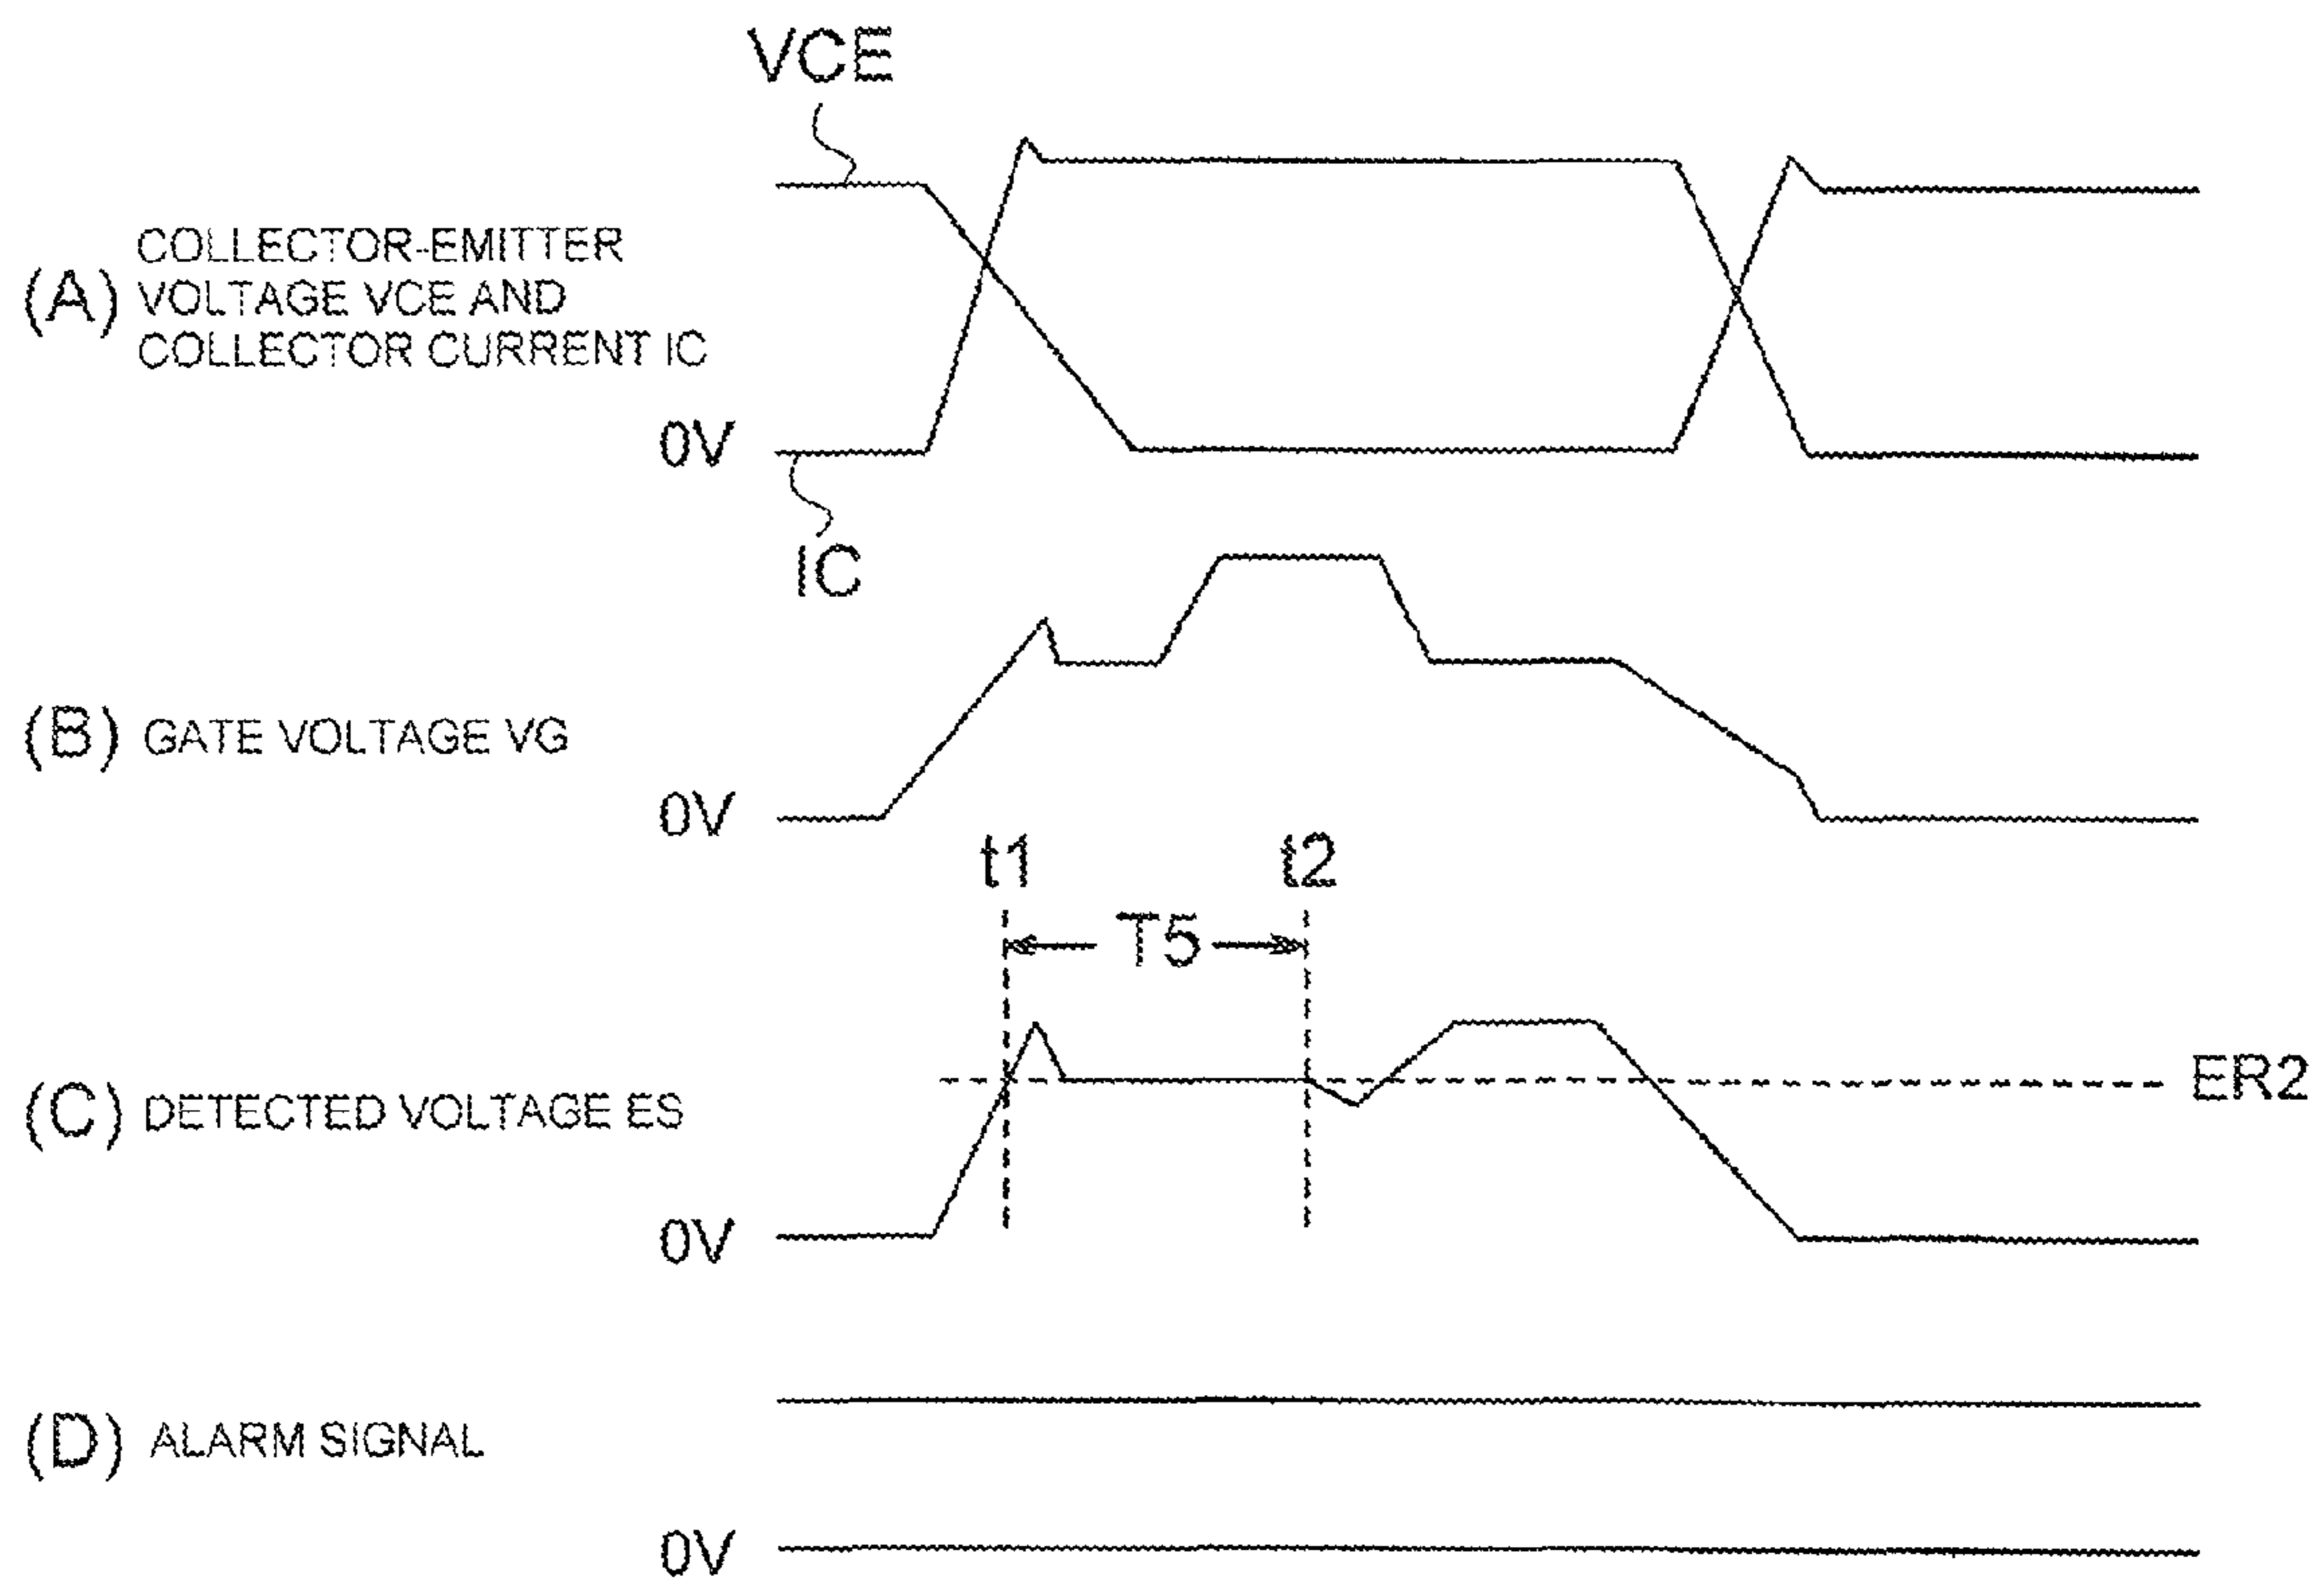 VCE
(A) COLLECTOR-EMITTER
VOLTAGE VCE AND
COLLECTOR CURRENT IC
0V
IC
(B) GATE VOLTAGE VG
0V
t1 t2
T5
(C) DETECTED VOLTAGE ES
ER2
0V
(D) ALARM SIGNAL
0V